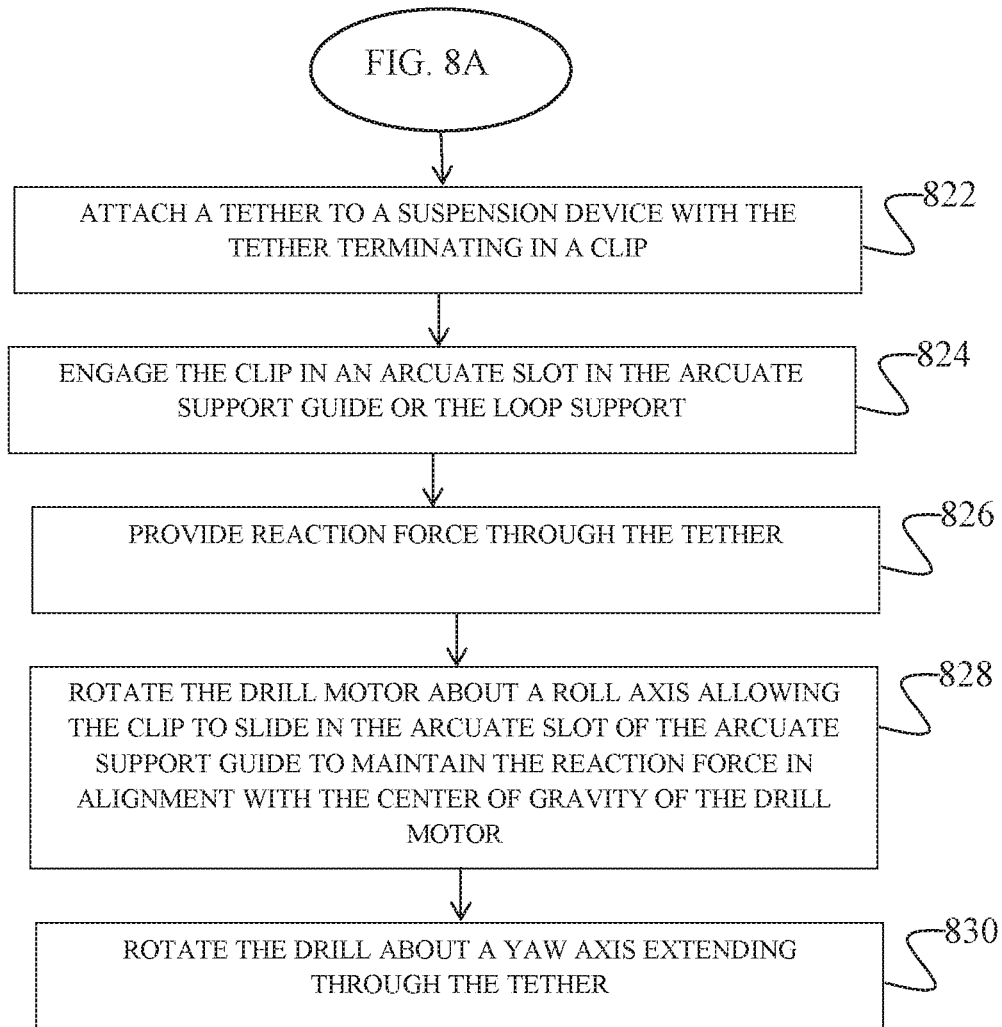 FIG. 8A
ATTACH A TETHER TO A SUSPENSION DEVICE WITH THE
TETHER TERMINATING IN A CLIP
822
ENGAGE THE CLIP IN AN ARCUATE SLOT IN THE ARCUATE
SUPPORT GUIDE OR THE LOOP SUPPORT
824
PROVIDE REACTION FORCE THROUGH THE TETHER
826
ROTATE THE DRILL MOTOR ABOUT A ROLL AXIS ALLOWING
THE CLIP TO SLIDE IN THE ARCUATE SLOT OF THE ARCUATE
SUPPORT GUIDE TO MAINTAIN THE REACTION FORCE IN
ALIGNMENT WITH THE CENTER OF GRAVITY OF THE DRILL
MOTOR
828
ROTATE THE DRILL ABOUT A YAW AXIS EXTENDING
THROUGH THE TETHER
830